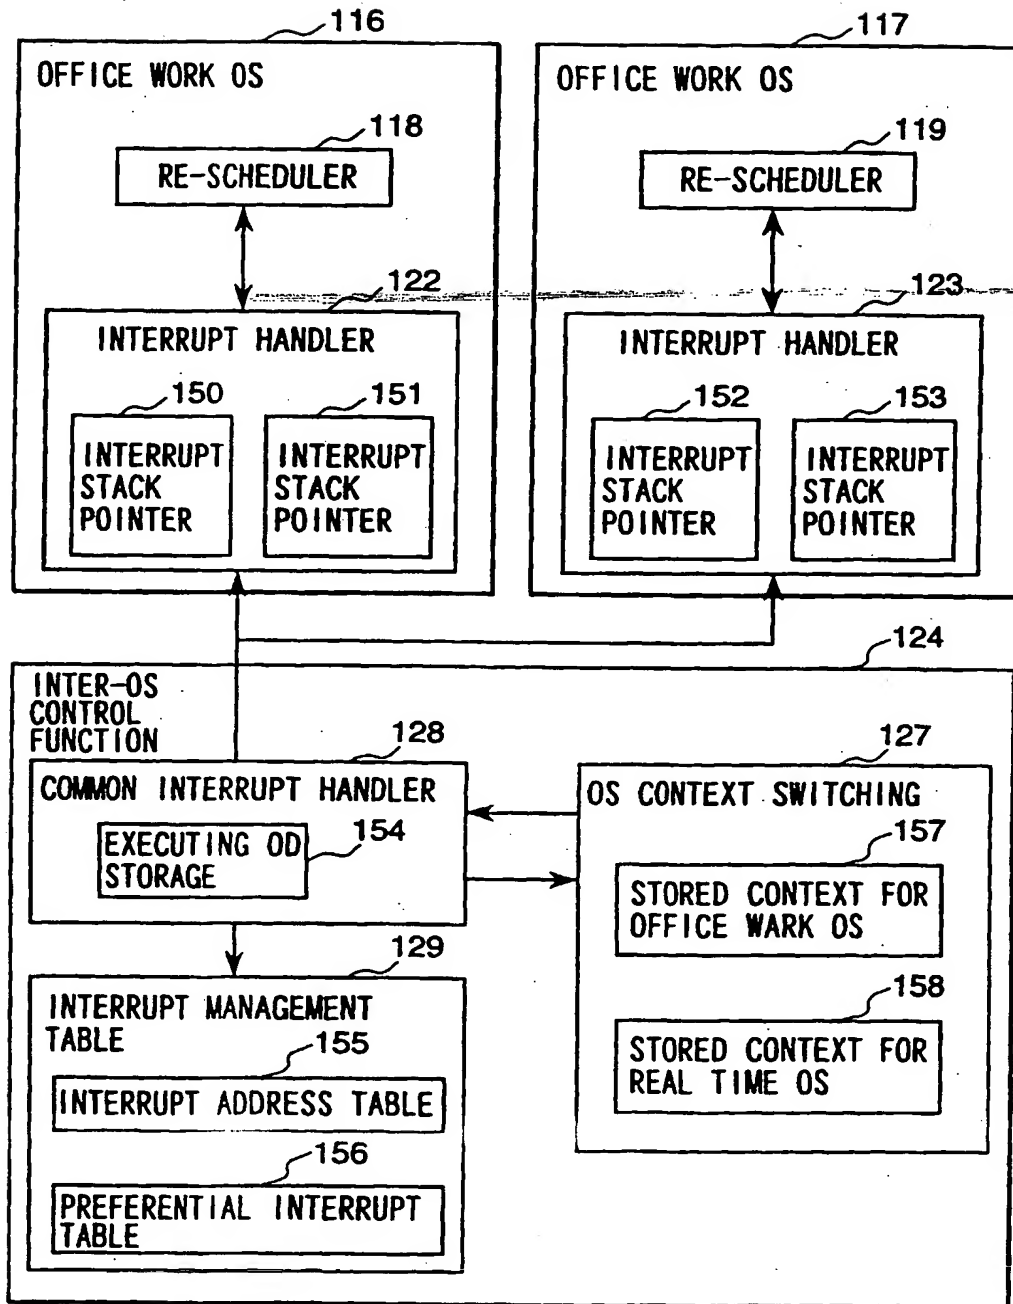 116
OFFICE WORK OS
118
RE-SCHEDULER
122
INTERRUPT HANDLER
150
INTERRUPT
STACK
POINTER
151
INTERRUPT
STACK
POINTER
117
OFFICE WORK OS
119
RE-SCHEDULER
123
INTERRUPT HANDLER
152
INTERRUPT
STACK
POINTER
153
INTERRUPT
STACK
POINTER
124
INTER-OS
CONTROL
FUNCTION
128
COMMON INTERRUPT HANDLER
EXECUTING OD
STORAGE
154
129
INTERRUPT MANAGEMENT
TABLE
155
INTERRUPT ADDRESS TABLE
156
PREFERENTIAL INTERRUPT
TABLE
127
OS CONTEXT SWITCHING
157
STORED CONTEXT FOR
OFFICE WARK OS
158
STORED CONTEXT FOR
REAL TIME OS